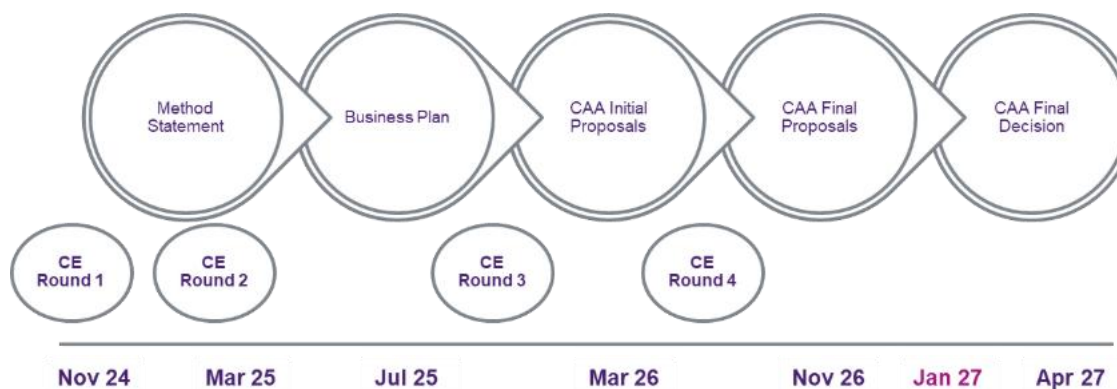 Method
Statement
Business Plan
CAA Initial
Proposals
CAA Final
Proposals
CAA Final
Decision
CE
Round 1
CE
Round 2
CE
Round 3
CE
Round 4
Nov 24
Mar 25
Jul 25
Mar 26
Nov 26
Jan 27
Apr 27